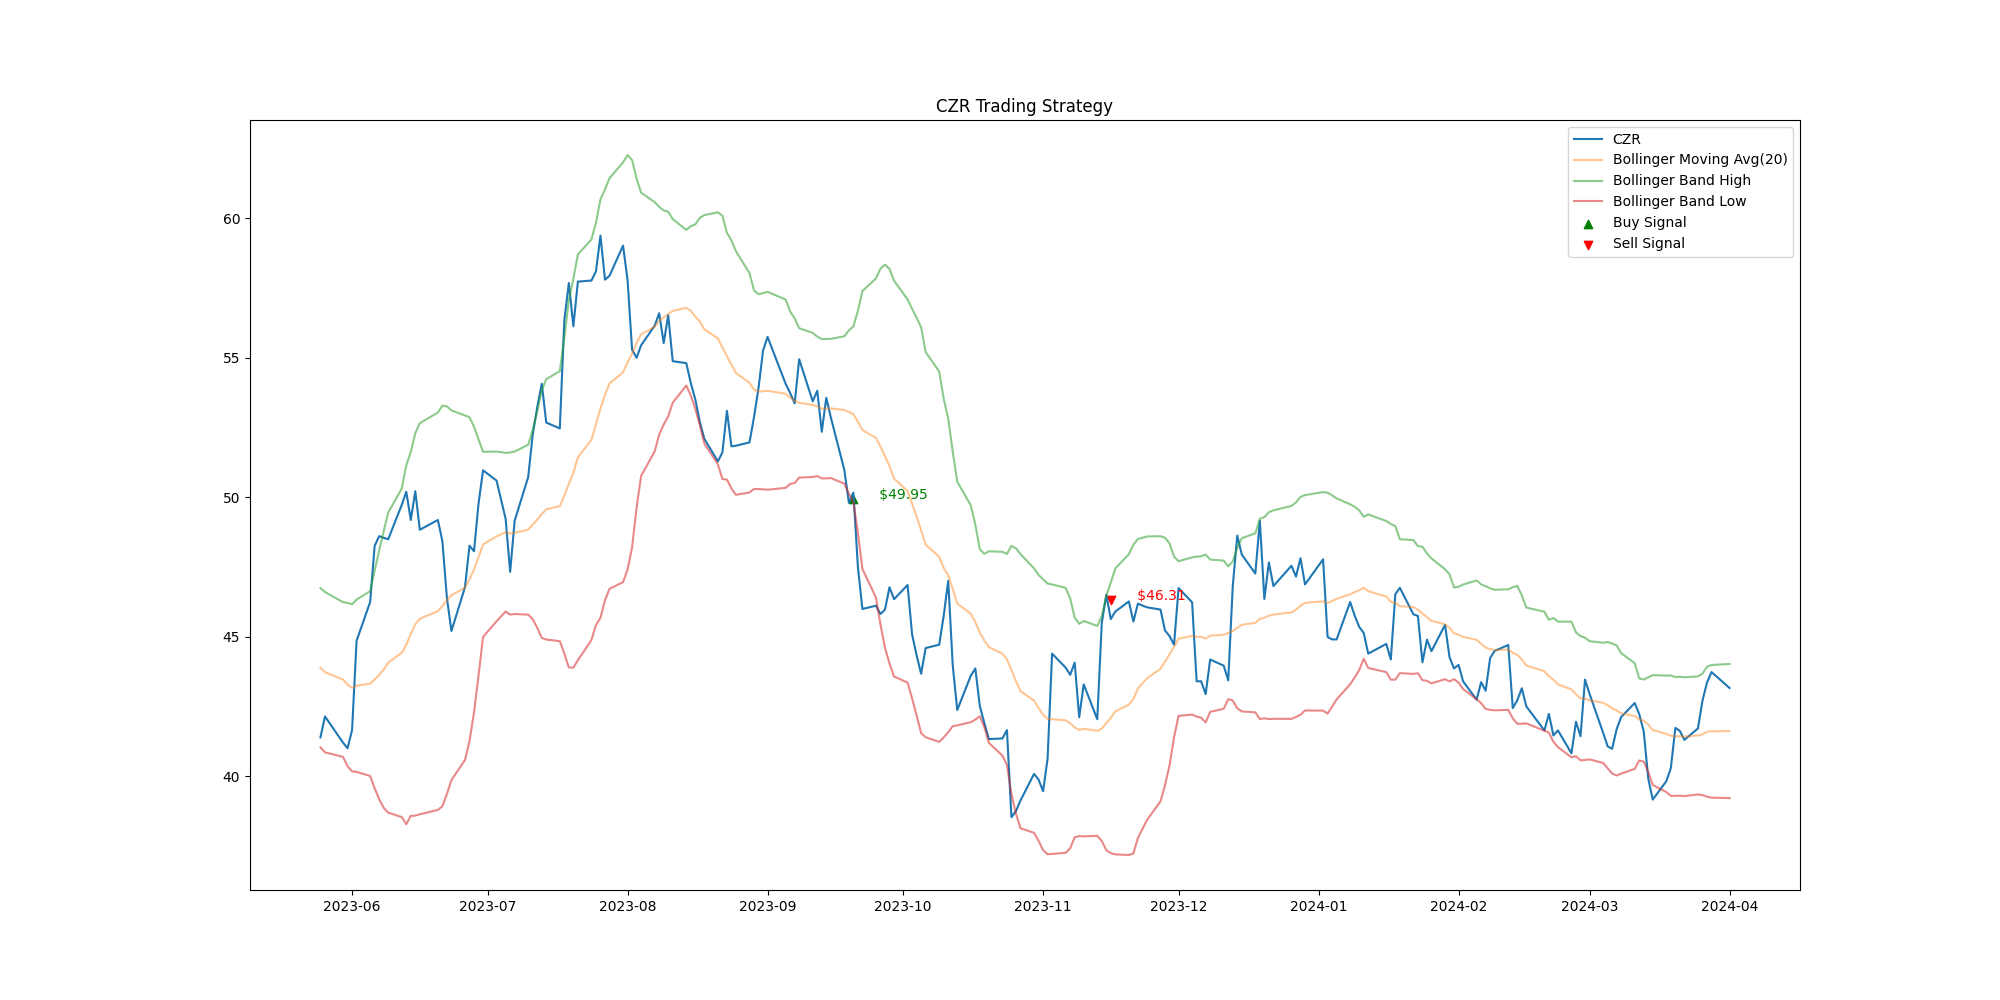 CZR Trading Strategy
CZR
Bollinger Moving Avg(20)
Bollinger Band High
Bollinger Band Low
Buy Signal
Sell Signal
60
55
50
45
40
$49.95
$46.31
2023-06 2023-07 2023-08 2023-09 2023-10 2023-11 2023-12 2024-01 2024-02 2024-03 2024-04